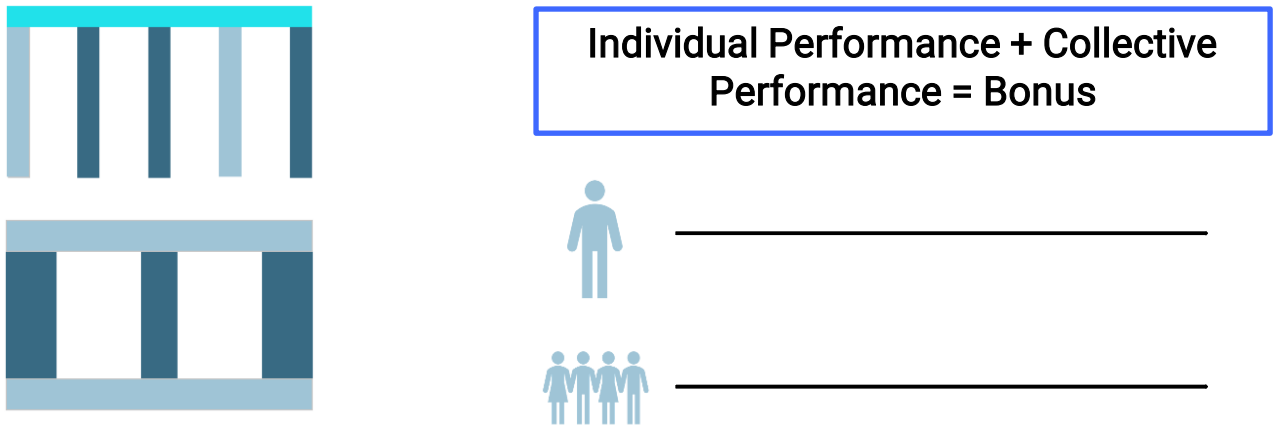 Individual Performance + Collective
Performance = Bonus